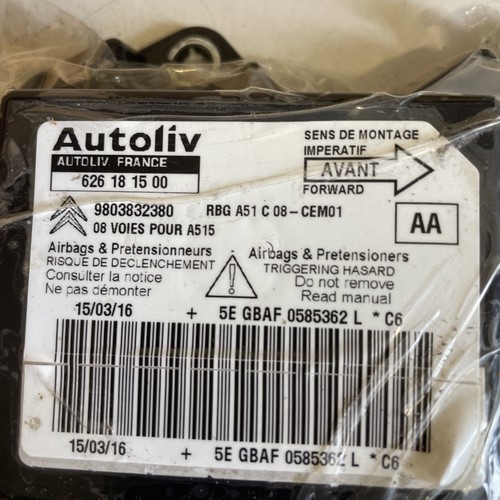 Autoliv
AUTOLIV. FRANCE
626 18 15 00
SENS DE MONTAGE
IMPERATIF
AVANT
FORWARD
9803832380 RBG A51 C 08-CEM01
08 VOIES POUR A515
AA
Airbags & Pretensionneurs
RISQUE DE DECLENCHEMENT
Consulter la notice
Ne pas démonter
Airbags & Pretensioners
TRIGGERING HASARD
Do not remove
Read manual
15/03/16 + 5E GBAF 0585362 L * C6
15/03/16 + 5E GBAF 0585362 L * C6